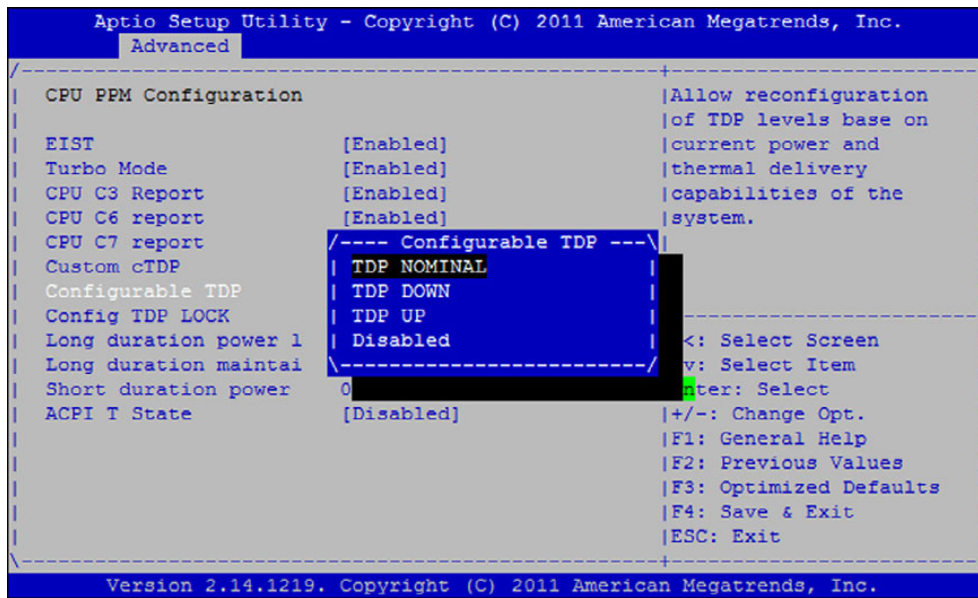 Aptio Setup Utility - Copyright (C) 2011 American Megatrends, Inc.
Advanced
CPU PPM Configuration
EIST [Enabled]
Turbo Mode [Enabled]
CPU C3 Report [Enabled]
CPU C6 report [Enabled]
CPU C7 report
Custom cTDP
Configurable TDP
Config TDP LOCK
Long duration power l
Long duration maintai
Short duration power 0
ACPI T State [Disabled]
Configurable TDP
TDP NOMINAL
TDP DOWN
TDP UP
Disabled
Allow reconfiguration
of TDP levels base on
current power and
thermal delivery
capabilities of the
system.
<: Select Screen
v: Select Item
nter: Select
+/-: Change Opt.
F1: General Help
F2: Previous Values
F3: Optimized Defaults
F4: Save & Exit
ESC: Exit
Version 2.14.1219. Copyright (C) 2011 American Megatrends, Inc.